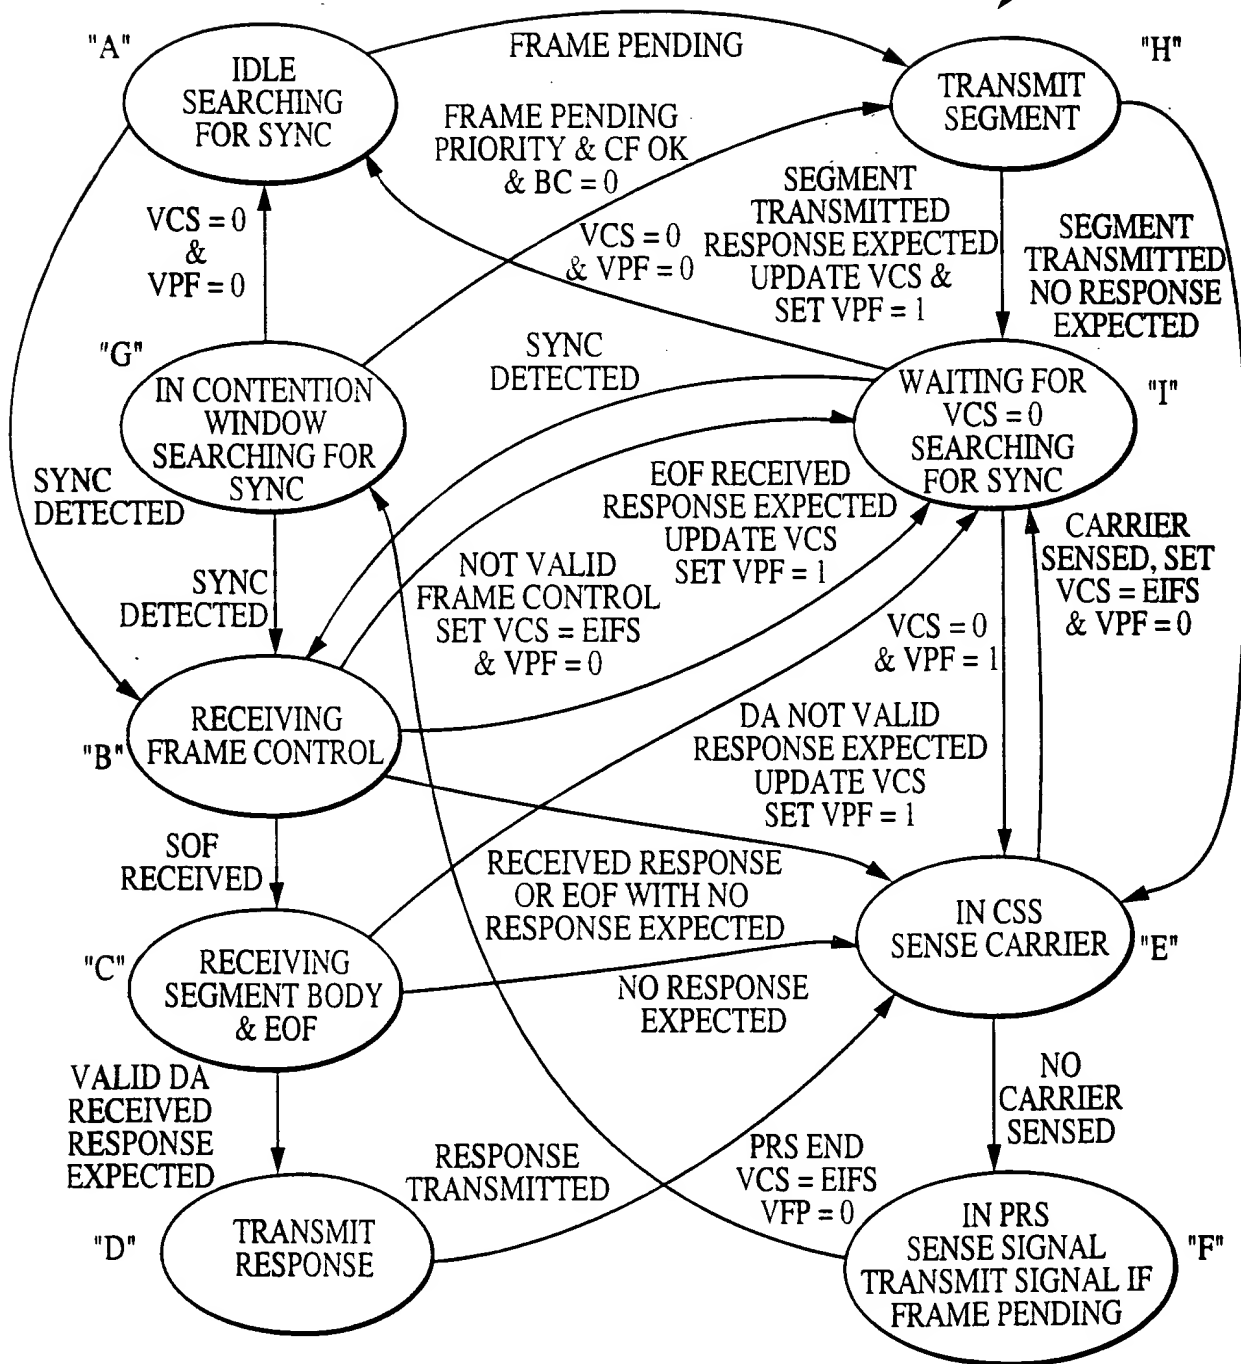 "A"
IDLE
SEARCHING
FOR SYNC
FRAME PENDING
"H"
TRANSMIT
SEGMENT
FRAME PENDING
PRIORITY & CF OK
& BC = 0
VCS = 0
&
VPF = 0
VCS = 0
& VPF = 0
SEGMENT
TRANSMITTED
RESPONSE EXPECTED
UPDATE VCS &
SET VPF = 1
SEGMENT
TRANSMITTED
NO RESPONSE
EXPECTED
"G"
IN CONTENTION
WINDOW
SEARCHING FOR
SYNC
SYNC
DETECTED
WAITING FOR
VCS = 0
SEARCHING
FOR SYNC
"I"
SYNC
DETECTED
SYNC
DETECTED
NOT VALID
FRAME CONTROL
SET VCS = EIFS
& VPF = 0
EOF RECEIVED
RESPONSE EXPECTED
UPDATE VCS
SET VPF = 1
CARRIER
SENSED, SET
VCS = EIFS
& VPF = 0
VCS = 0
& VPF = 1
RECEIVING
FRAME CONTROL
"B"
DA NOT VALID
RESPONSE EXPECTED
UPDATE VCS
SET VPF = 1
SOF
RECEIVED
RECEIVED RESPONSE
OR EOF WITH NO
RESPONSE EXPECTED
IN CSS
SENSE CARRIER
"E"
"C"
RECEIVING
SEGMENT BODY
& EOF
NO RESPONSE
EXPECTED
VALID DA
RECEIVED
RESPONSE
EXPECTED
NO
CARRIER
SENSED
RESPONSE
TRANSMITTED
PRS END
VCS = EIFS
VFP = 0
"D"
TRANSMIT
RESPONSE
IN PRS
SENSE SIGNAL
TRANSMIT SIGNAL IF
FRAME PENDING
"F"